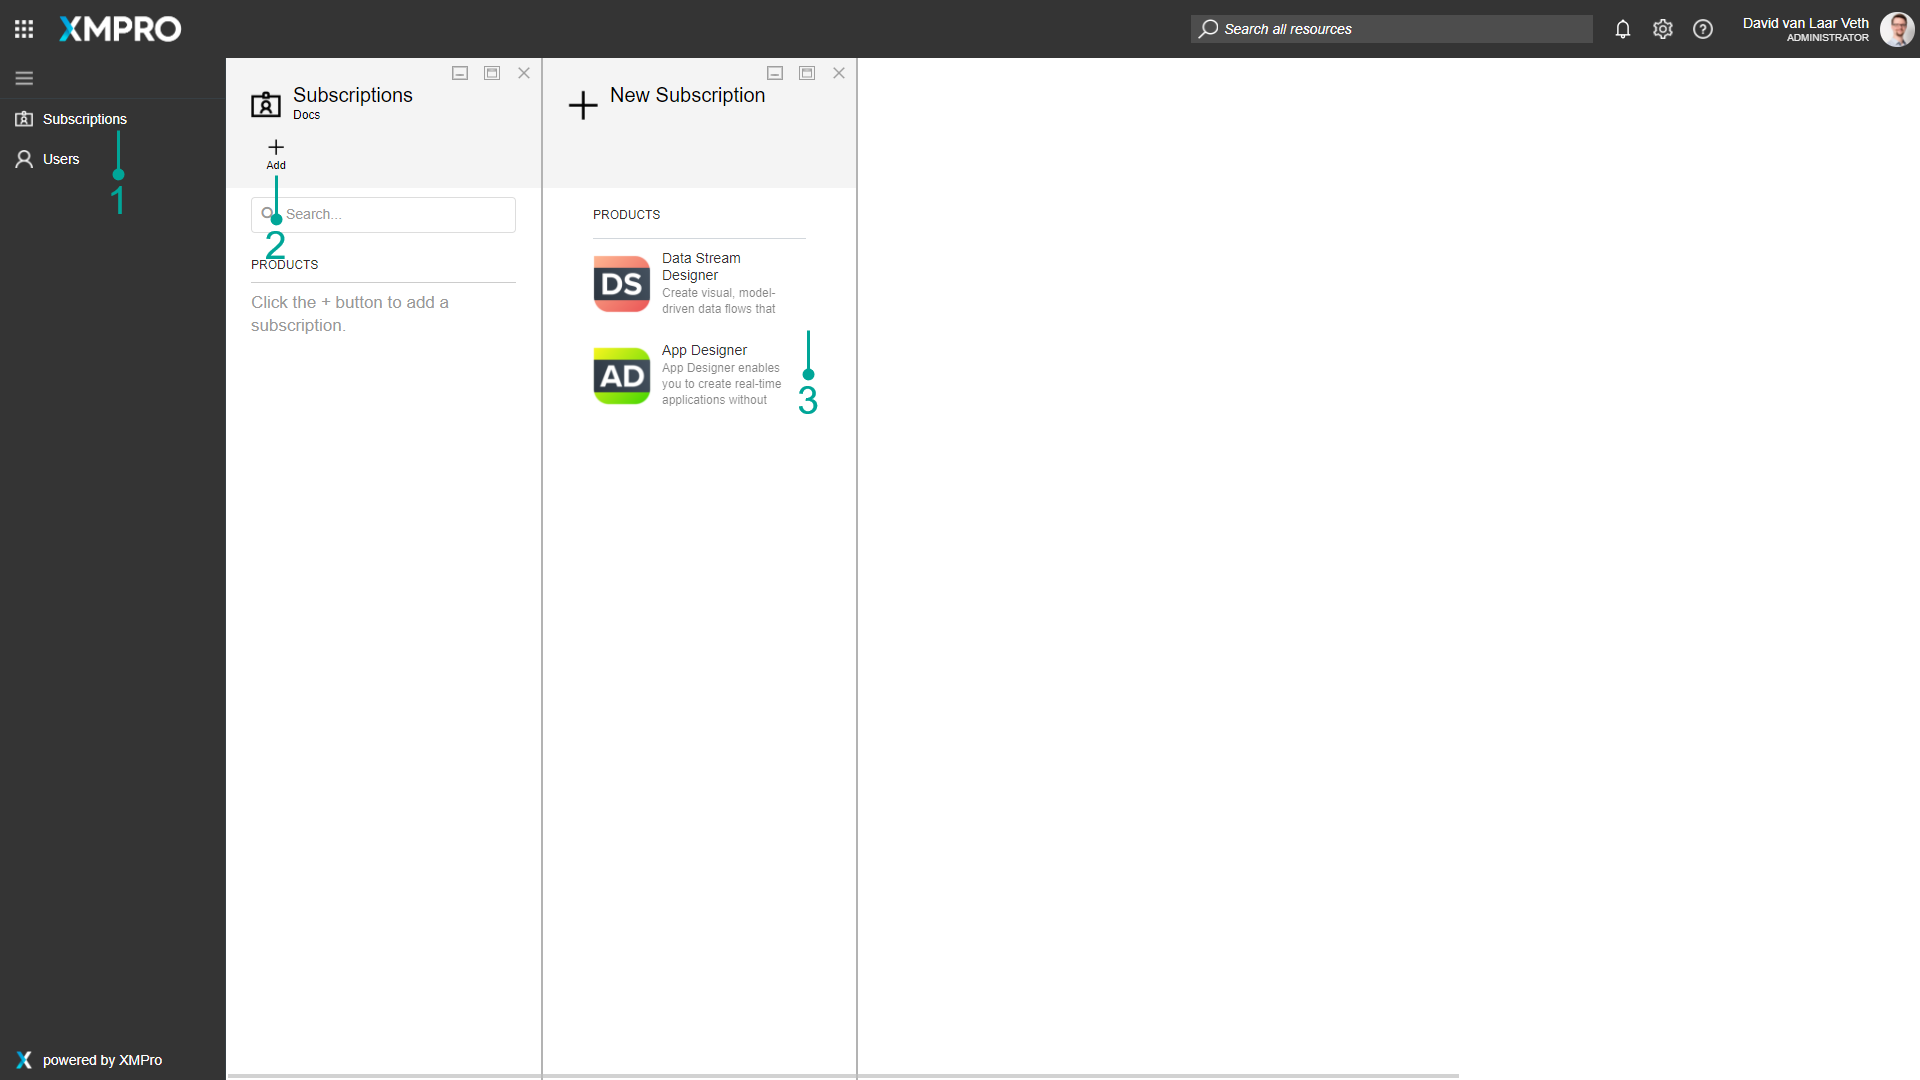 XMPRO
Search all resources
David van Laar Veth
ADMINISTRATOR
Subscriptions
Users
1
Subscriptions
Docs
Add
Search...
2
PRODUCTS
Click the + button to add a
subscription.
New Subscription
PRODUCTS
DS
Data Stream
Designer
Create visual, model-
driven data flows that
AD
App Designer
App Designer enables
you to create real-time
applications without
3
powered by XMPro